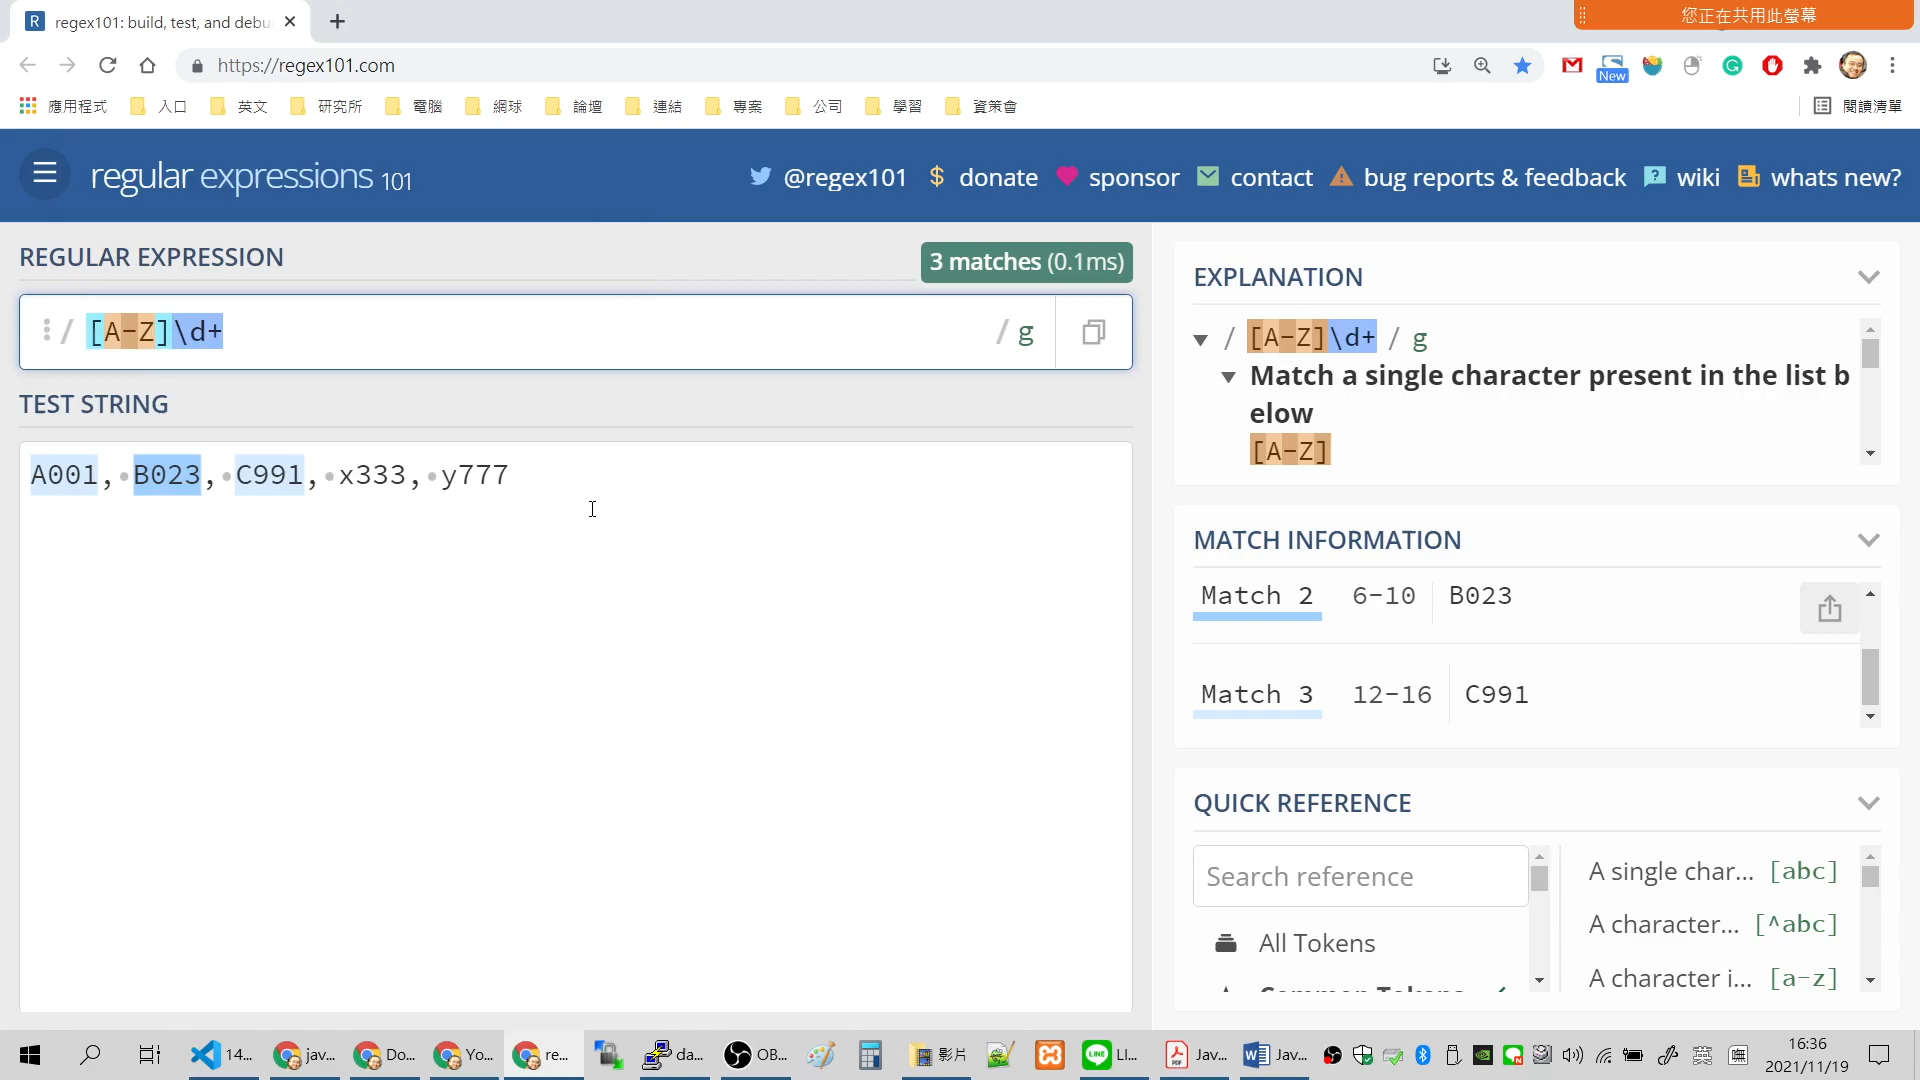 regex101: build, test, and debu
您正在共用此螢幕
https://regex101.com
New
應用程式 入口 英文 研究所 電腦 網球 論壇 連結 專案 公司 學習 資策會 閱讀清單
regular expressions 101
@regex101 donate sponsor contact bug reports & feedback wiki whats new?
REGULAR EXPRESSION
3 matches (0.1ms)
/ [A-Z]\d+ / g
TEST STRING
A001, B023, C991, x333, y777
EXPLANATION
/ [A-Z]\d+ / g
Match a single character present in the list b
elow
[A-Z]
MATCH INFORMATION
Match 2 6-10 B023
Match 3 12-16 C991
QUICK REFERENCE
Search reference
All Tokens
Common Tokens
A single char... [abc]
A character... [^abc]
A character i... [a-z]
14... jav... Do... Yo... re... da... OB... 影片 LI... Jav... Jav... 英
16:36
2021/11/19